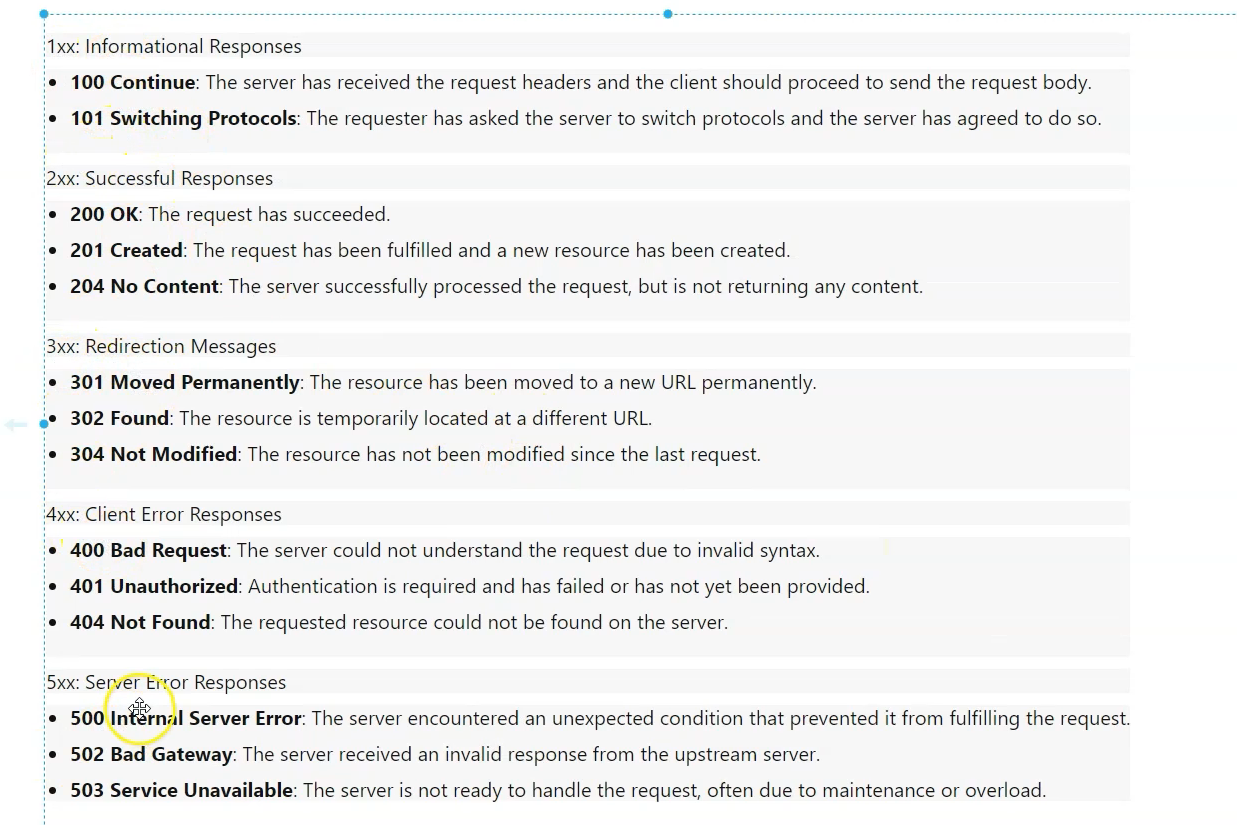 1xx: Informational Responses
• 100 Continue: The server has received the request headers and the client should proceed to send the request body.
• 101 Switching Protocols: The requester has asked the server to switch protocols and the server has agreed to do so.
2xx: Successful Responses
• 200 OK: The request has succeeded.
• 201 Created: The request has been fulfilled and a new resource has been created.
• 204 No Content: The server successfully processed the request, but is not returning any content.
3xx: Redirection Messages
• 301 Moved Permanently: The resource has been moved to a new URL permanently.
• 302 Found: The resource is temporarily located at a different URL.
• 304 Not Modified: The resource has not been modified since the last request.
4xx: Client Error Responses
• 400 Bad Request: The server could not understand the request due to invalid syntax.
• 401 Unauthorized: Authentication is required and has failed or has not yet been provided.
• 404 Not Found: The requested resource could not be found on the server.
5xx: Server Error Responses
• 500 Internal Server Error: The server encountered an unexpected condition that prevented it from fulfilling the request.
• 502 Bad Gateway: The server received an invalid response from the upstream server.
• 503 Service Unavailable: The server is not ready to handle the request, often due to maintenance or overload.